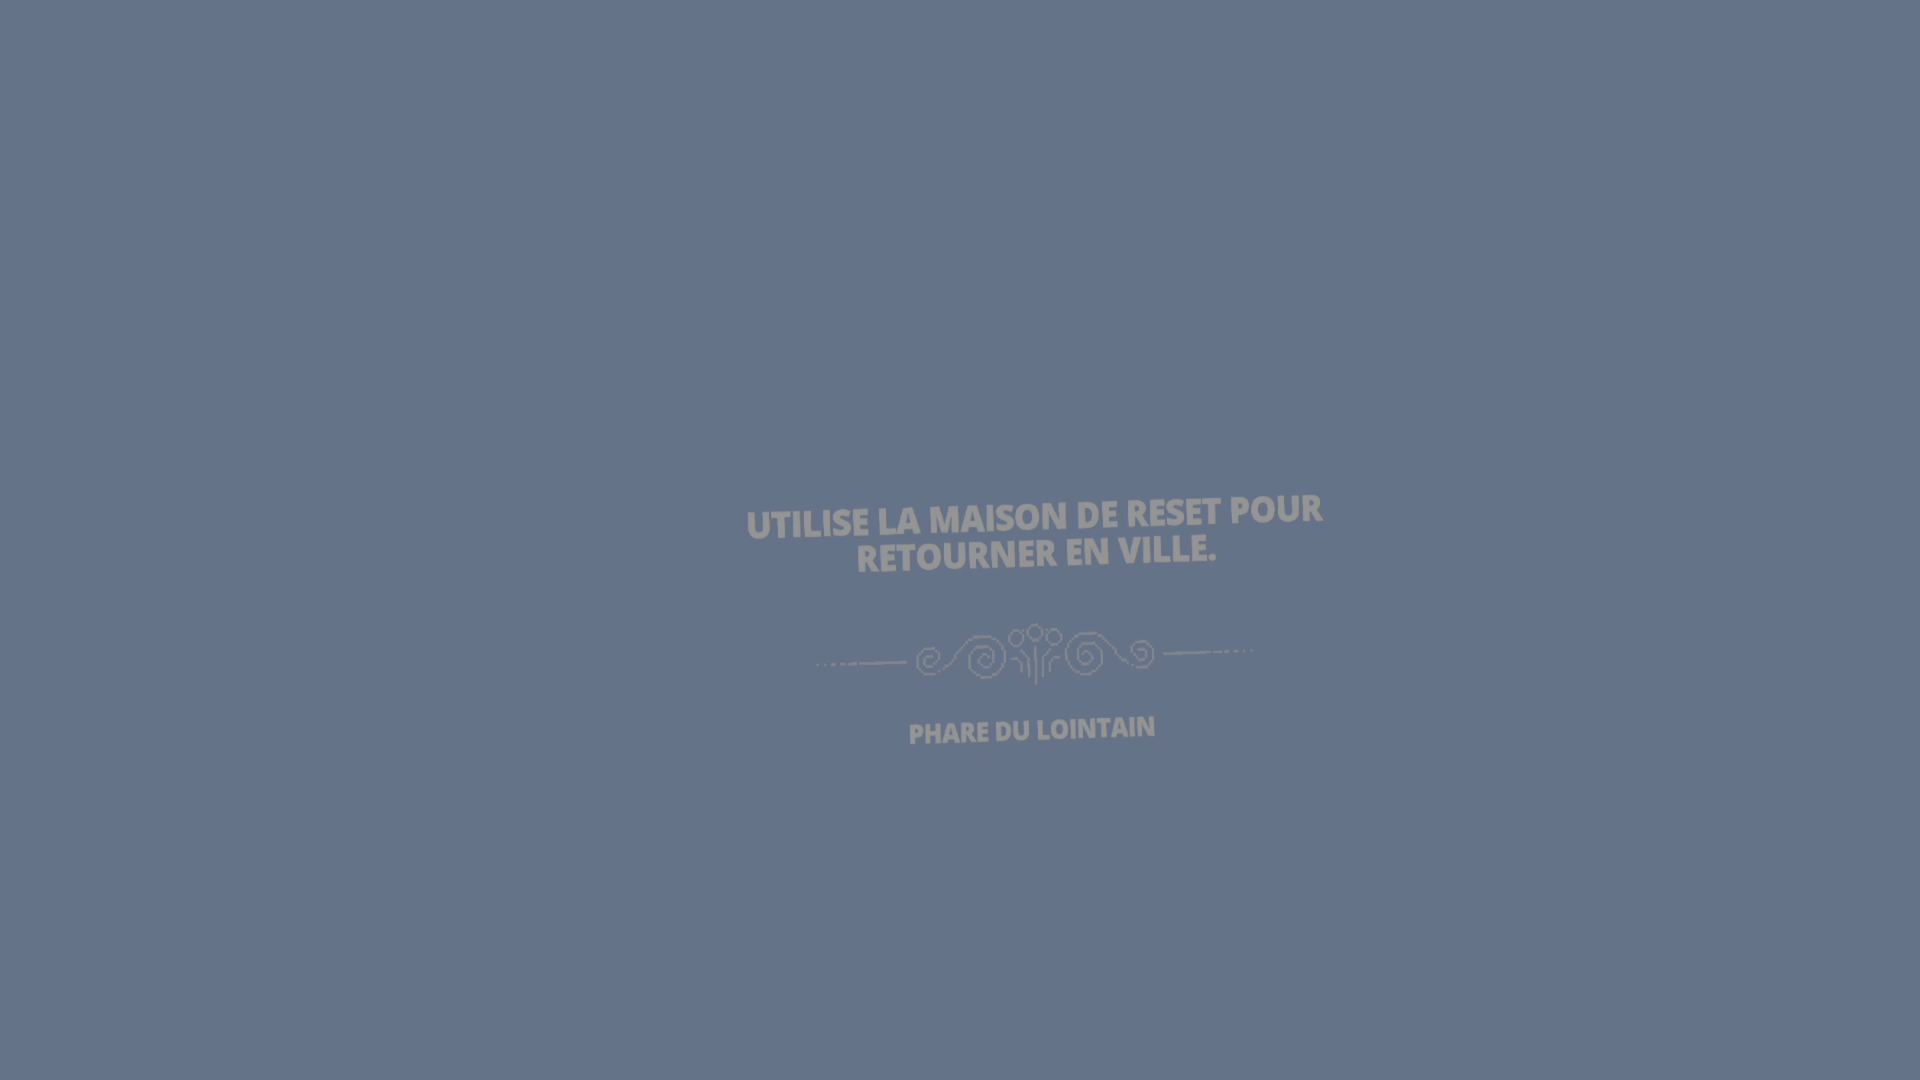 UTILISE LA MAISON DE RESET POUR
RETOURNER EN VILLE.
PHARE DU LOINTAIN